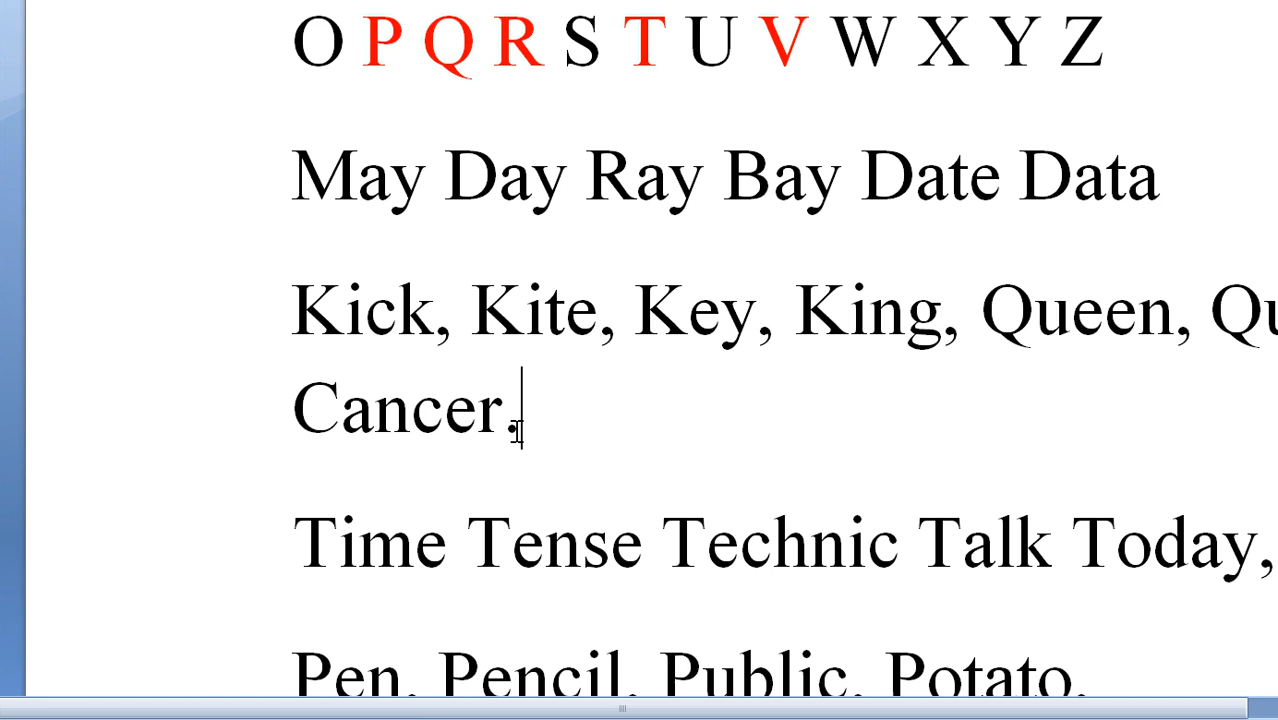 O P Q R S T U V W X Y Z
May Day Ray Bay Date Data
Kick, Kite, Key, King, Queen,
Cancer.
Time Tense Technic Talk Today,
Pen, Pencil, Public, Potato,